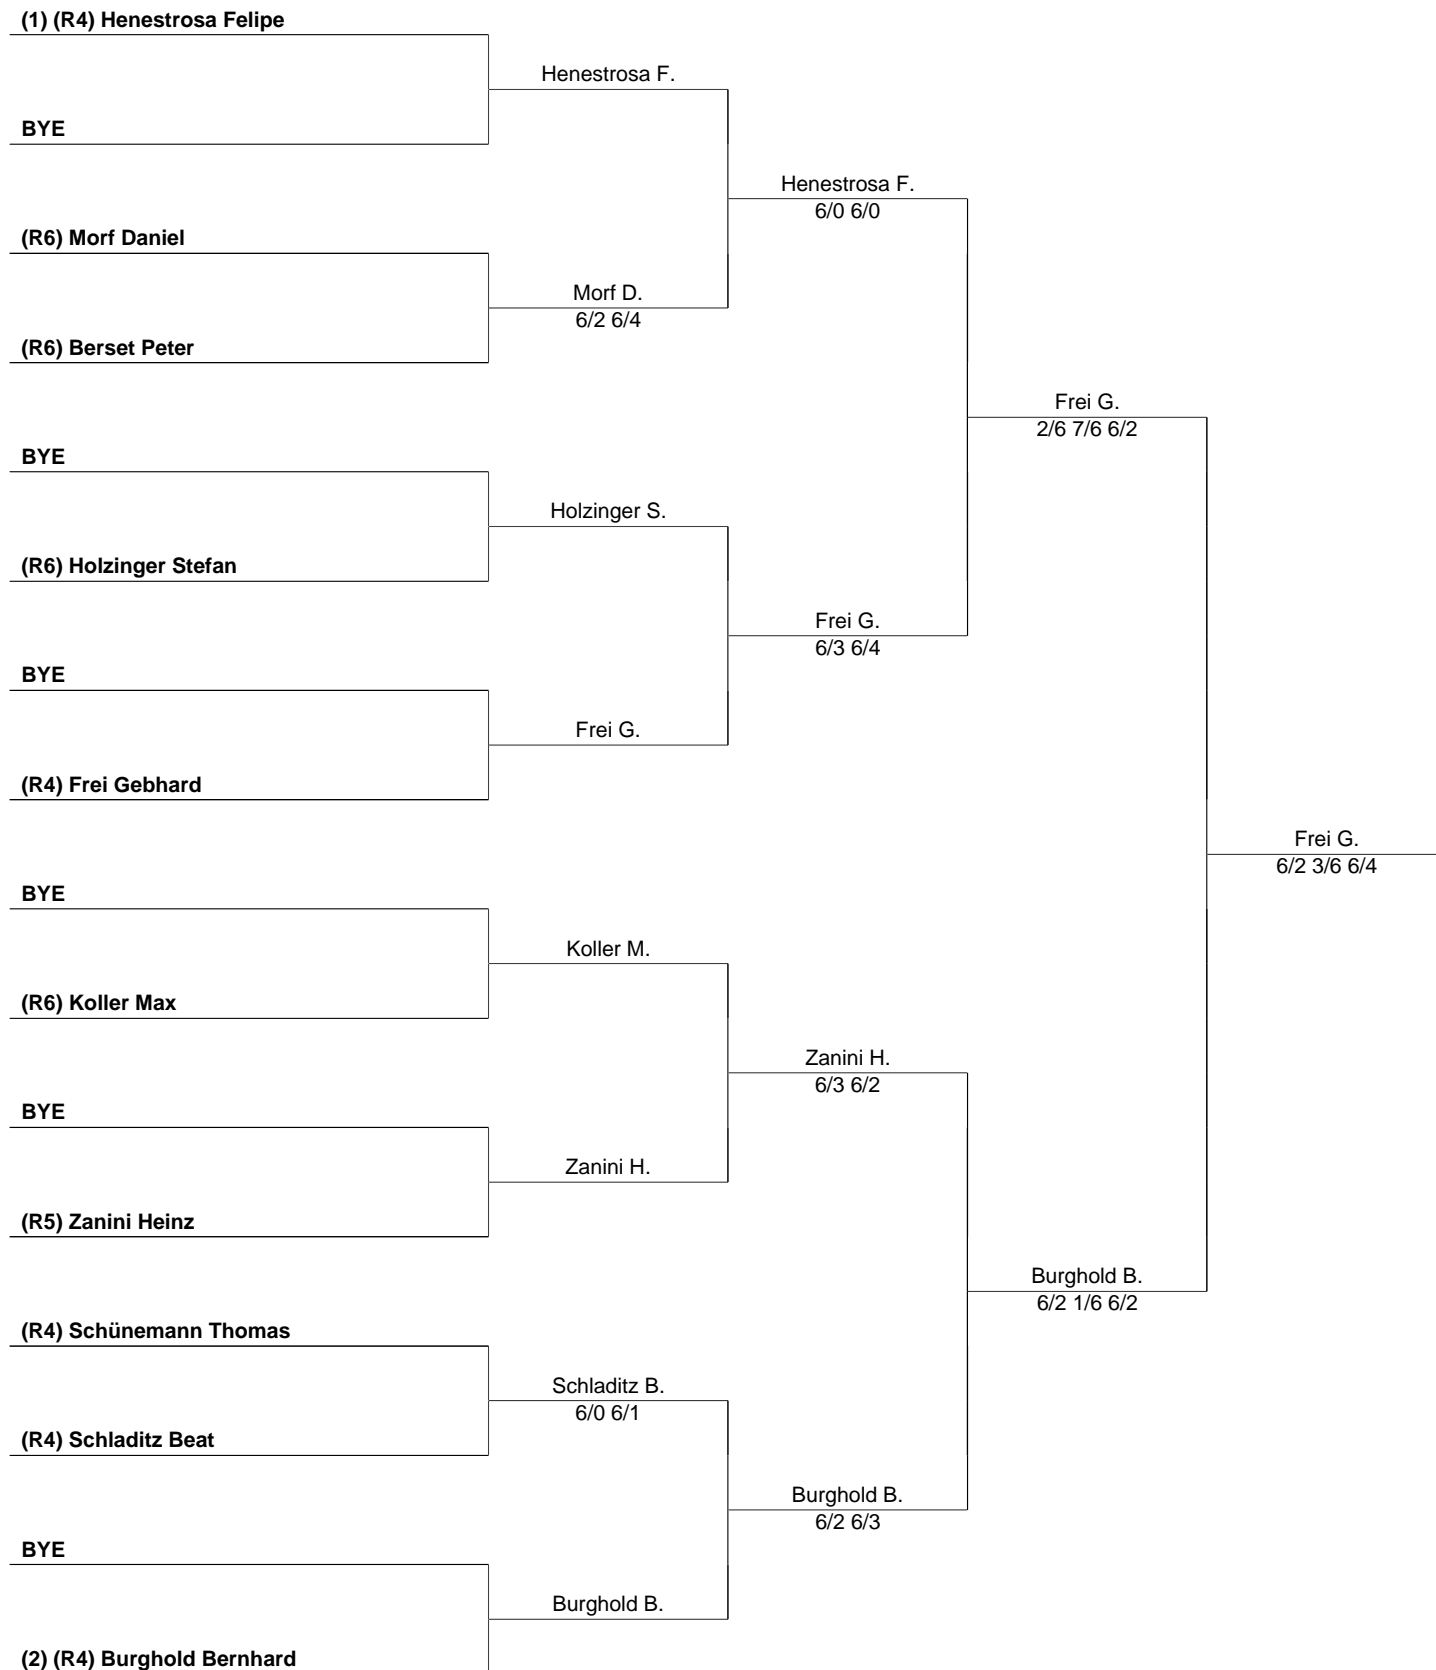 (1) (R4) Henestrosa Felipe
Henestrosa F.
BYE
Henestrosa F.
6/0 6/0
(R6) Morf Daniel
Morf D.
6/2 6/4
(R6) Berset Peter
Frei G.
2/6 7/6 6/2
BYE
Holzinger S.
(R6) Holzinger Stefan
Frei G.
6/3 6/4
BYE
Frei G.
(R4) Frei Gebhard
Frei G.
6/2 3/6 6/4
BYE
Koller M.
(R6) Koller Max
Zanini H.
6/3 6/2
BYE
Zanini H.
(R5) Zanini Heinz
Burghold B.
6/2 1/6 6/2
(R4) Schünemann Thomas
Schladitz B.
6/0 6/1
(R4) Schladitz Beat
Burghold B.
6/2 6/3
BYE
Burghold B.
(2) (R4) Burghold Bernhard